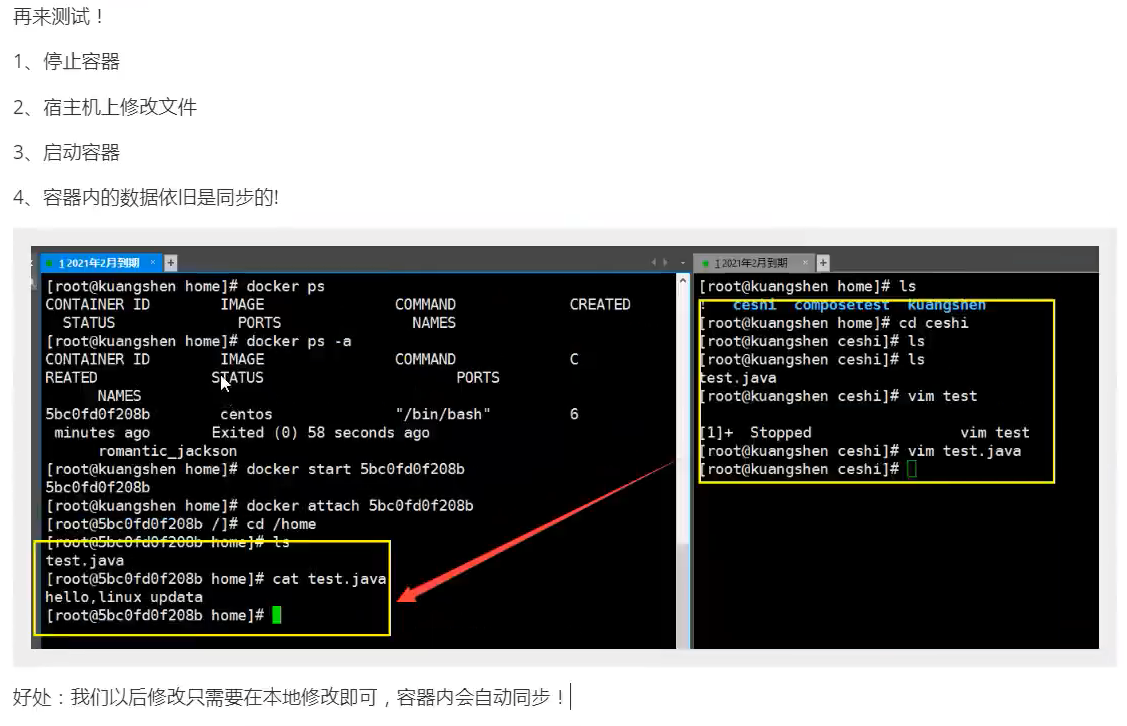 再来测试！
1、停止容器
2、宿主机上修改文件
3、启动容器
4、容器内的数据依旧是同步的!
1 2021年2月到期 × +
[root@kuangshen home]# docker ps
CONTAINER ID IMAGE COMMAND CREATED
STATUS PORTS NAMES
[root@kuangshen home]# docker ps -a
CONTAINER ID IMAGE COMMAND C
REATED STATUS PORTS
NAMES
5bc0fd0f208b centos "/bin/bash" 6
minutes ago Exited (0) 58 seconds ago
romantic_jackson
[root@kuangshen home]# docker start 5bc0fd0f208b
5bc0fd0f208b
[root@kuangshen home]# docker attach 5bc0fd0f208b
[root@5bc0fd0f208b /]# cd /home
[root@5bc0fd0f208b home]# ls
test.java
[root@5bc0fd0f208b home]# cat test.java
hello,linux updata
[root@5bc0fd0f208b home]#
1 2021年2月到期 × +
[root@kuangshen home]# ls
ceshi composetest kuangshen
[root@kuangshen home]# cd ceshi
[root@kuangshen ceshi]# ls
[root@kuangshen ceshi]# ls
test.java
[root@kuangshen ceshi]# vim test
[1]+ Stopped vim test
[root@kuangshen ceshi]# vim test.java
[root@kuangshen ceshi]#
好处：我们以后修改只需要在本地修改即可，容器内会自动同步！